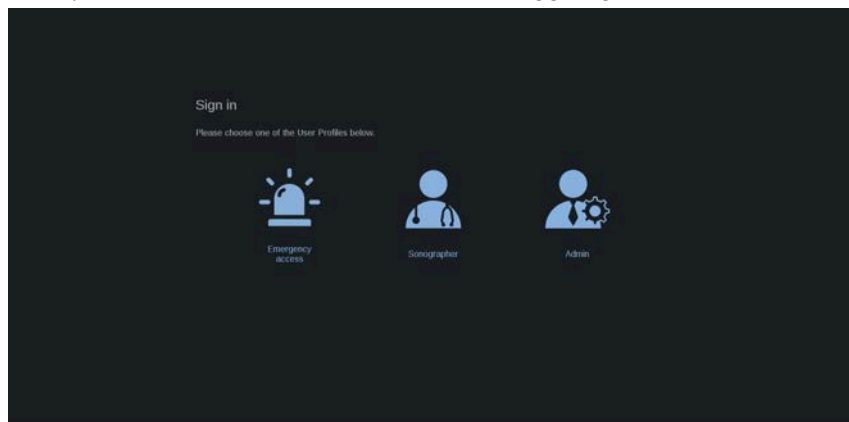 Sign in
Please choose one of the User Profiles below.
Emergency
access
Sonographer
Admin